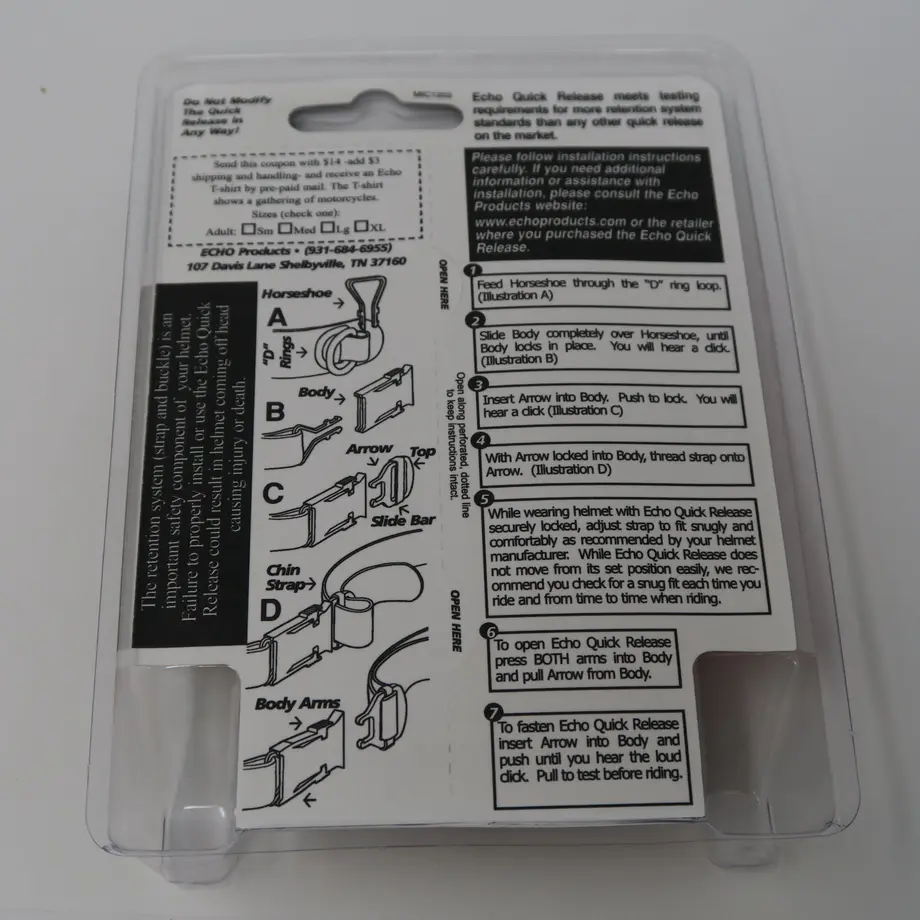 Do Not Modify
The Quick
Release in
Any Way!
Send this coupon with $14 -add $3
shipping and handling- and receive an Echo
T-shirt by pre-paid mail. The T-shirt
shows a gathering of motorcycles.
Sizes (check one):
Adult: Sm Med Lg XL
ECHO Products • (931-684-6955)
107 Davis Lane Shelbyville, TN 37160
The retention system (strap and buckle) is an
important safety component of your helmet.
Failure to properly install or use the Echo Quick
Release could result in helmet coming off head
causing injury or death.
Horseshoe
A
"D"
Rings
Body
B
Arrow
Top
C
Slide Bar
Chin
Strap
D
Body Arms
OPEN HERE
Open along perforated, dotted line
to keep instructions intact.
OPEN HERE
Echo Quick Release meets testing
requirements for more retention system
standards than any other quick release
on the market.
Please follow installation instructions
carefully. If you need additional
information or assistance with
installation, please consult the Echo
Products website:
www.echoproducts.com or the retailer
where you purchased the Echo Quick
Release.
1
Feed Horseshoe through the "D" ring loop.
(Illustration A)
2
Slide Body completely over Horseshoe, until
Body locks in place. You will hear a click.
(Illustration B)
3
Insert Arrow into Body. Push to lock. You will
hear a click (Illustration C)
4
With Arrow locked into Body, thread strap onto
Arrow. (Illustration D)
5
While wearing helmet with Echo Quick Release
securely locked, adjust strap to fit snugly and
comfortably as recommended by your helmet
manufacturer. While Echo Quick Release does
not move from its set position easily, we rec-
ommend you check for a snug fit each time you
ride and from time to time when riding.
6
To open Echo Quick Release
press BOTH arms into Body
and pull Arrow from Body.
7
To fasten Echo Quick Release
insert Arrow into Body and
push until you hear the loud
click. Pull to test before riding.